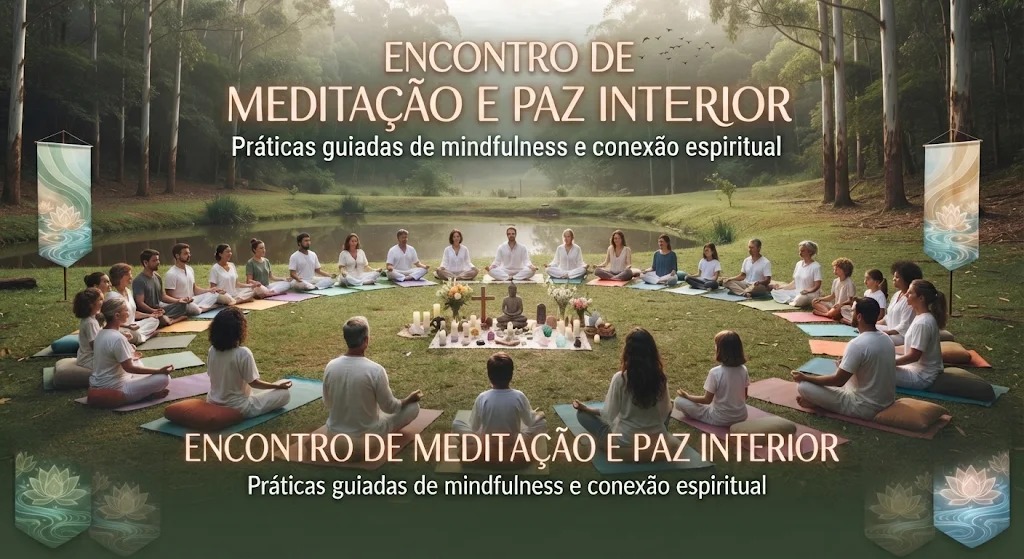 ENCONTRO DE
MEDITAÇÃO E PAZ INTERIOR
Práticas guiadas de mindfulness e conexão espiritual
ENCONTRO DE MEDITAÇÃO E PAZ INTERIOR
Práticas guiadas de mindfulness e conexão espiritual